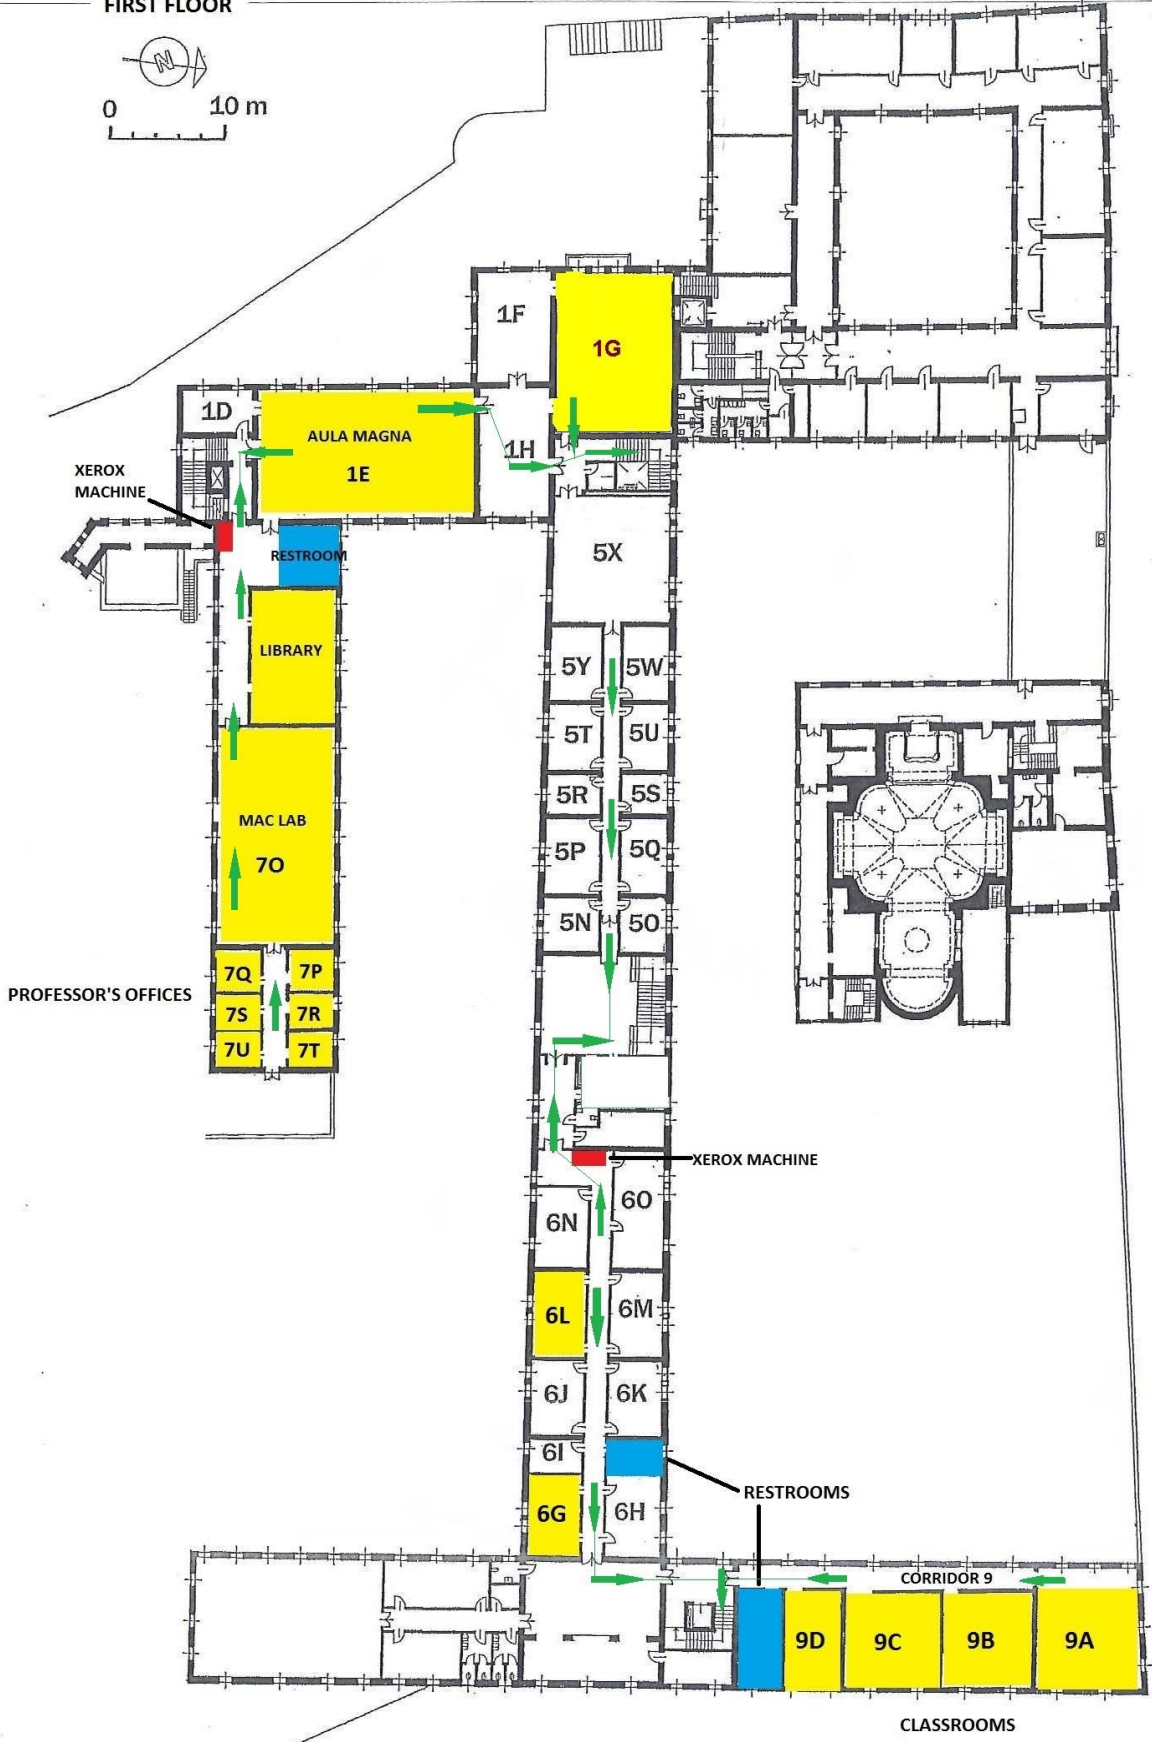 FIRST FLOOR
N
0 10 m
1F
1G
1D
AULA MAGNA
1E
1H
XEROX
MACHINE
RESTROOM
5X
LIBRARY
5Y 5W
5T 5U
5R 5S
MAC LAB
7O
5P 5Q
5N 5O
7Q 7P
PROFESSOR'S OFFICES
7S 7R
7U 7T
XEROX MACHINE
6O
6N
6L 6M
6J 6K
6I
RESTROOMS
6G 6H
CORRIDOR 9
9D 9C 9B 9A
CLASSROOMS